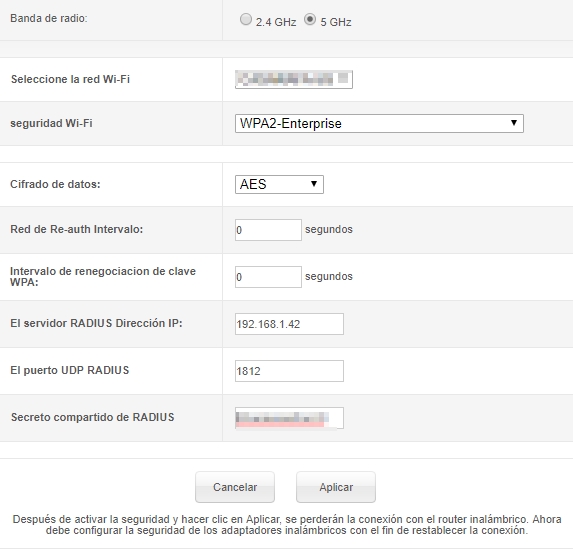 Banda de radio: 2.4 GHz 5 GHz
Seleccione la red Wi-Fi
seguridad Wi-Fi WPA2-Enterprise
Cifrado de datos: AES
Red de Re-auth Intervalo: 0 segundos
Intervalo de renegociacion de clave
WPA: 0 segundos
El servidor RADIUS Dirección IP: 192.168.1.42
El puerto UDP RADIUS 1812
Secreto compartido de RADIUS
Cancelar Aplicar
Después de activar la seguridad y hacer clic en Aplicar, se perderán la conexión con el router inalámbrico. Ahora
debe configurar la seguridad de los adaptadores inalámbricos con el fin de restablecer la conexión.